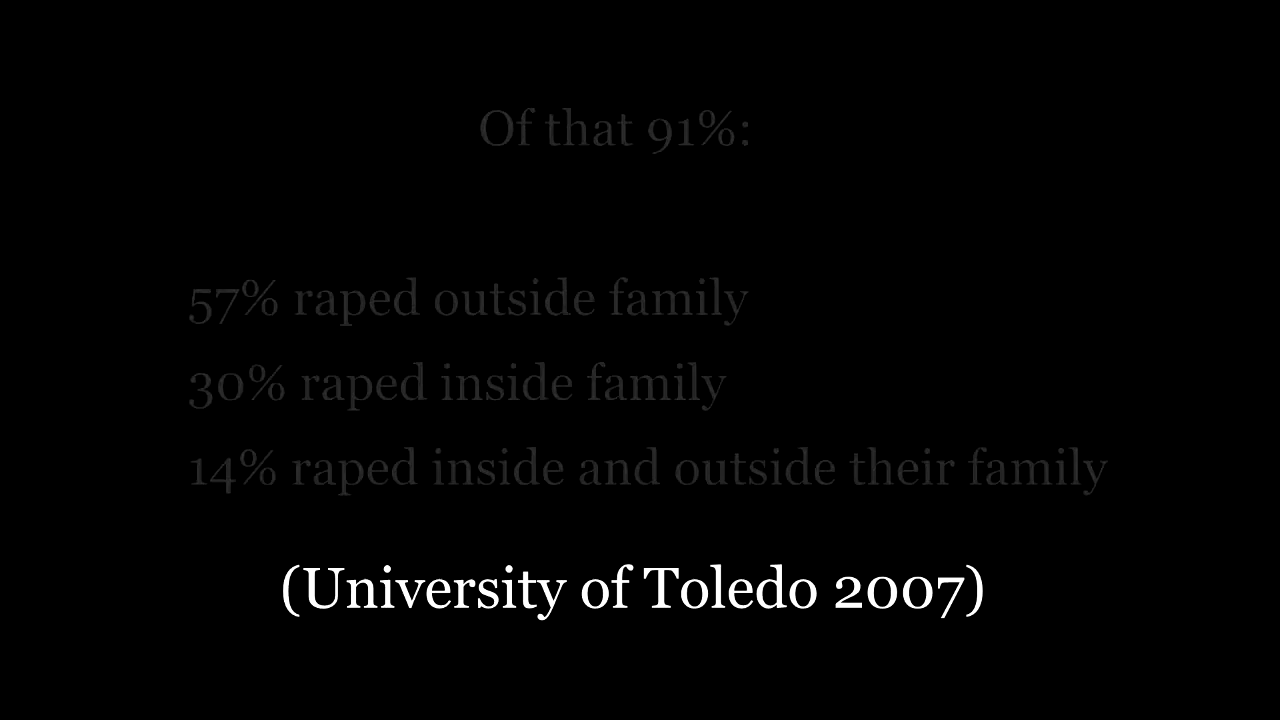 Of that 91%:
57% raped outside family
30% raped inside family
14% raped inside and outside their family
(University of Toledo 2007)